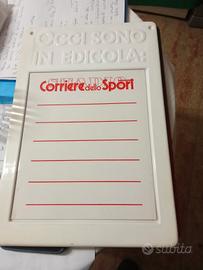 OGGI SONO
IN EDICOLA:
Corriere dello Sport
subito